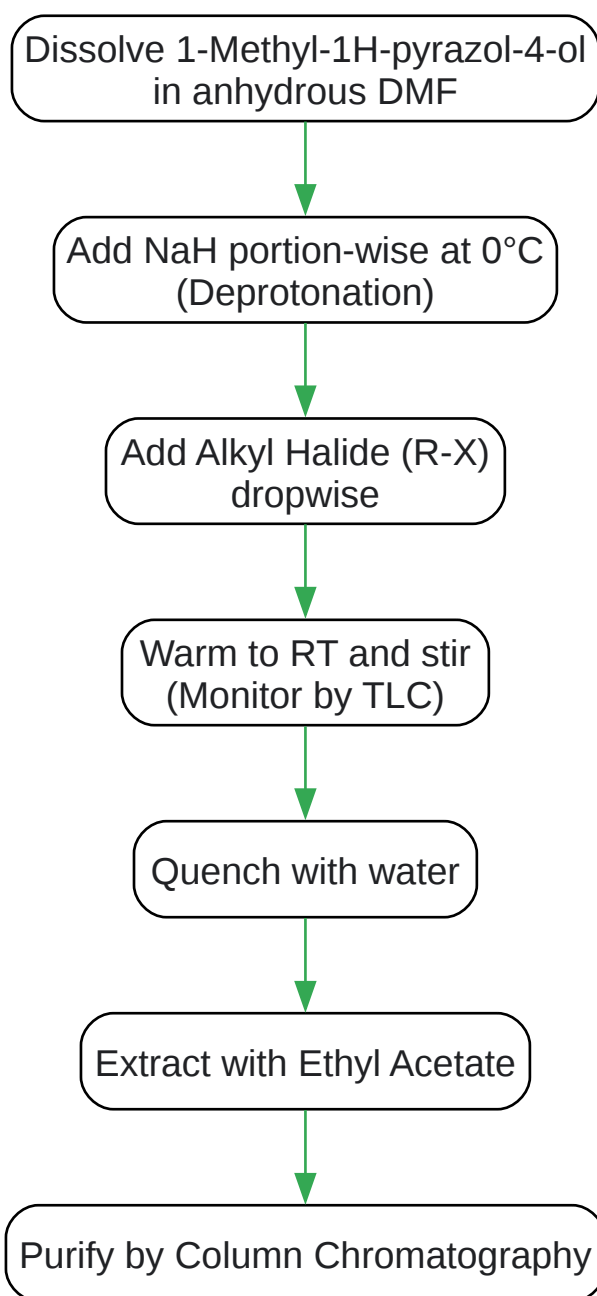 Dissolve 1-Methyl-1H-pyrazol-4-ol
in anhydrous DMF
Add NaH portion-wise at 0°C
(Deprotonation)
Add Alkyl Halide (R-X)
dropwise
Warm to RT and stir
(Monitor by TLC)
Quench with water
Extract with Ethyl Acetate
Purify by Column Chromatography